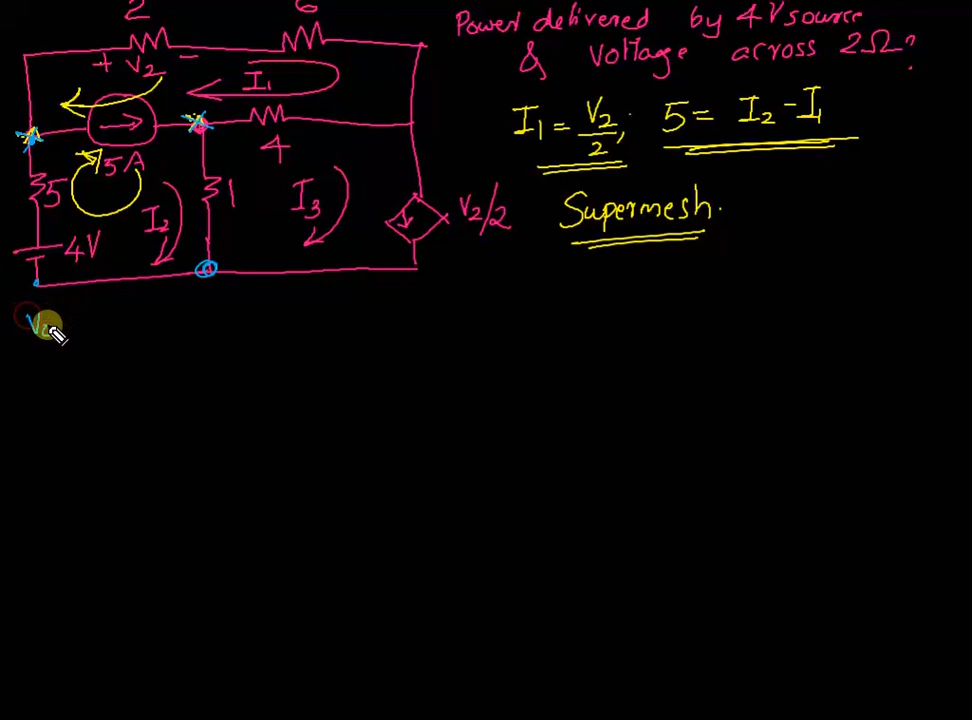 Power delivered by 4V source
& voltage across 2Ω?
2
+ V2 -
I1
4
5A
5
4V
I2
1
I3
V2/2
I1 = V2/2; 5 = I2 - I1
Supermesh.